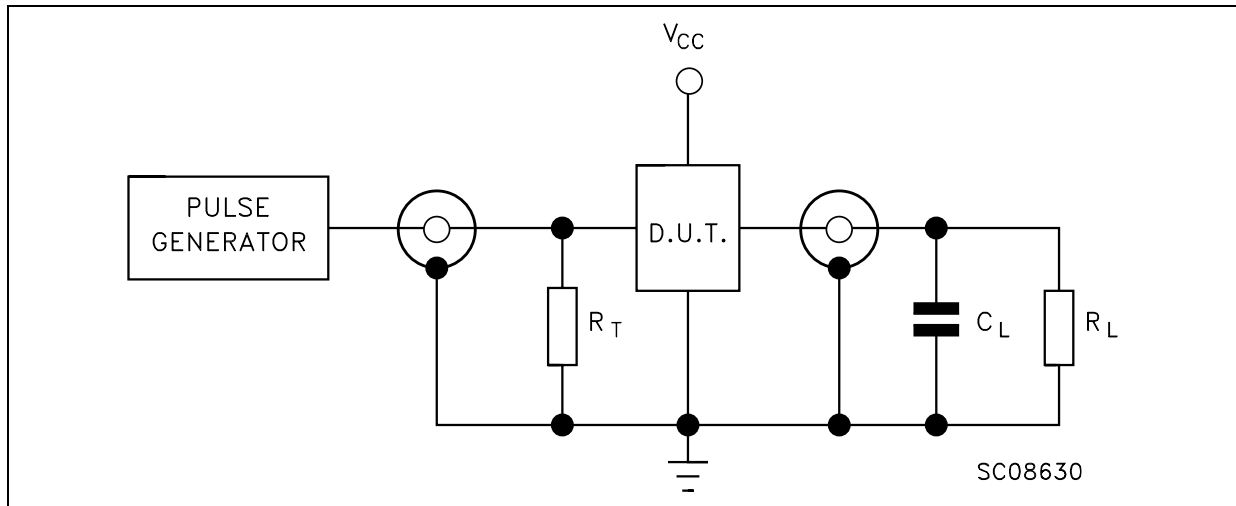 VCC
PULSE
GENERATOR
D.U.T.
RT
CL
RL
SC08630